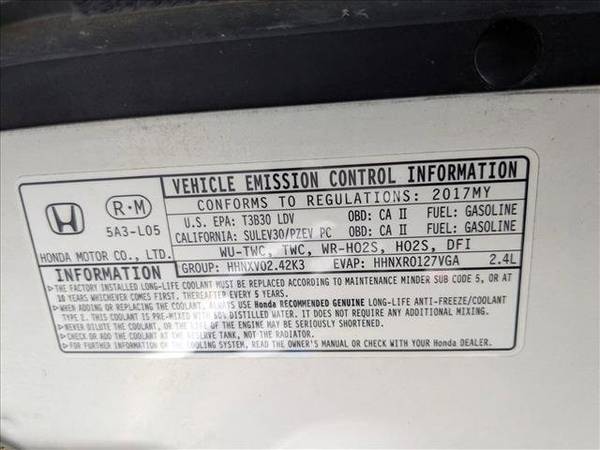 VEHICLE EMISSION CONTROL INFORMATION
CONFORMS TO REGULATIONS: 2017MY
R·M
5A3-L05
HONDA MOTOR CO., LTD.
U.S. EPA: T3B30 LDV OBD: CA II FUEL: GASOLINE
CALIFORNIA: SULEV30/PZEV PC OBD: CA II FUEL: GASOLINE
WU-TWC, TWC, WR-HO2S, HO2S, DFI
GROUP: HHNXV02.42K3 EVAP: HHNXR0127VGA 2.4L
INFORMATION
▷THE FACTORY INSTALLED LONG-LIFE COOLANT MUST BE REPLACED ACCORDING TO MAINTENANCE MINDER SUB CODE 5, OR AT
10 YEARS WHICHEVER COMES FIRST. THEREAFTER EVERY 5 YEARS.
▷WHEN ADDING OR REPLACING THE COOLANT, ALWAYS USE Honda RECOMMENDED GENUINE LONG-LIFE ANTI-FREEZE/COOLANT
TYPE 2. THIS COOLANT IS PRE-MIXED WITH 50% DISTILLED WATER. IT DOES NOT REQUIRE ANY ADDITIONAL MIXING.
▷NEVER DILUTE THE COOLANT, OR THE LIFE OF THE ENGINE MAY BE SERIOUSLY SHORTENED.
▷CHECK OR ADD THE COOLANT AT THE RESERVE TANK, NOT THE RADIATOR.
▷FOR FURTHER INFORMATION OF THE COOLING SYSTEM, READ THE OWNER'S MANUAL OR CHECK WITH YOUR Honda DEALER.